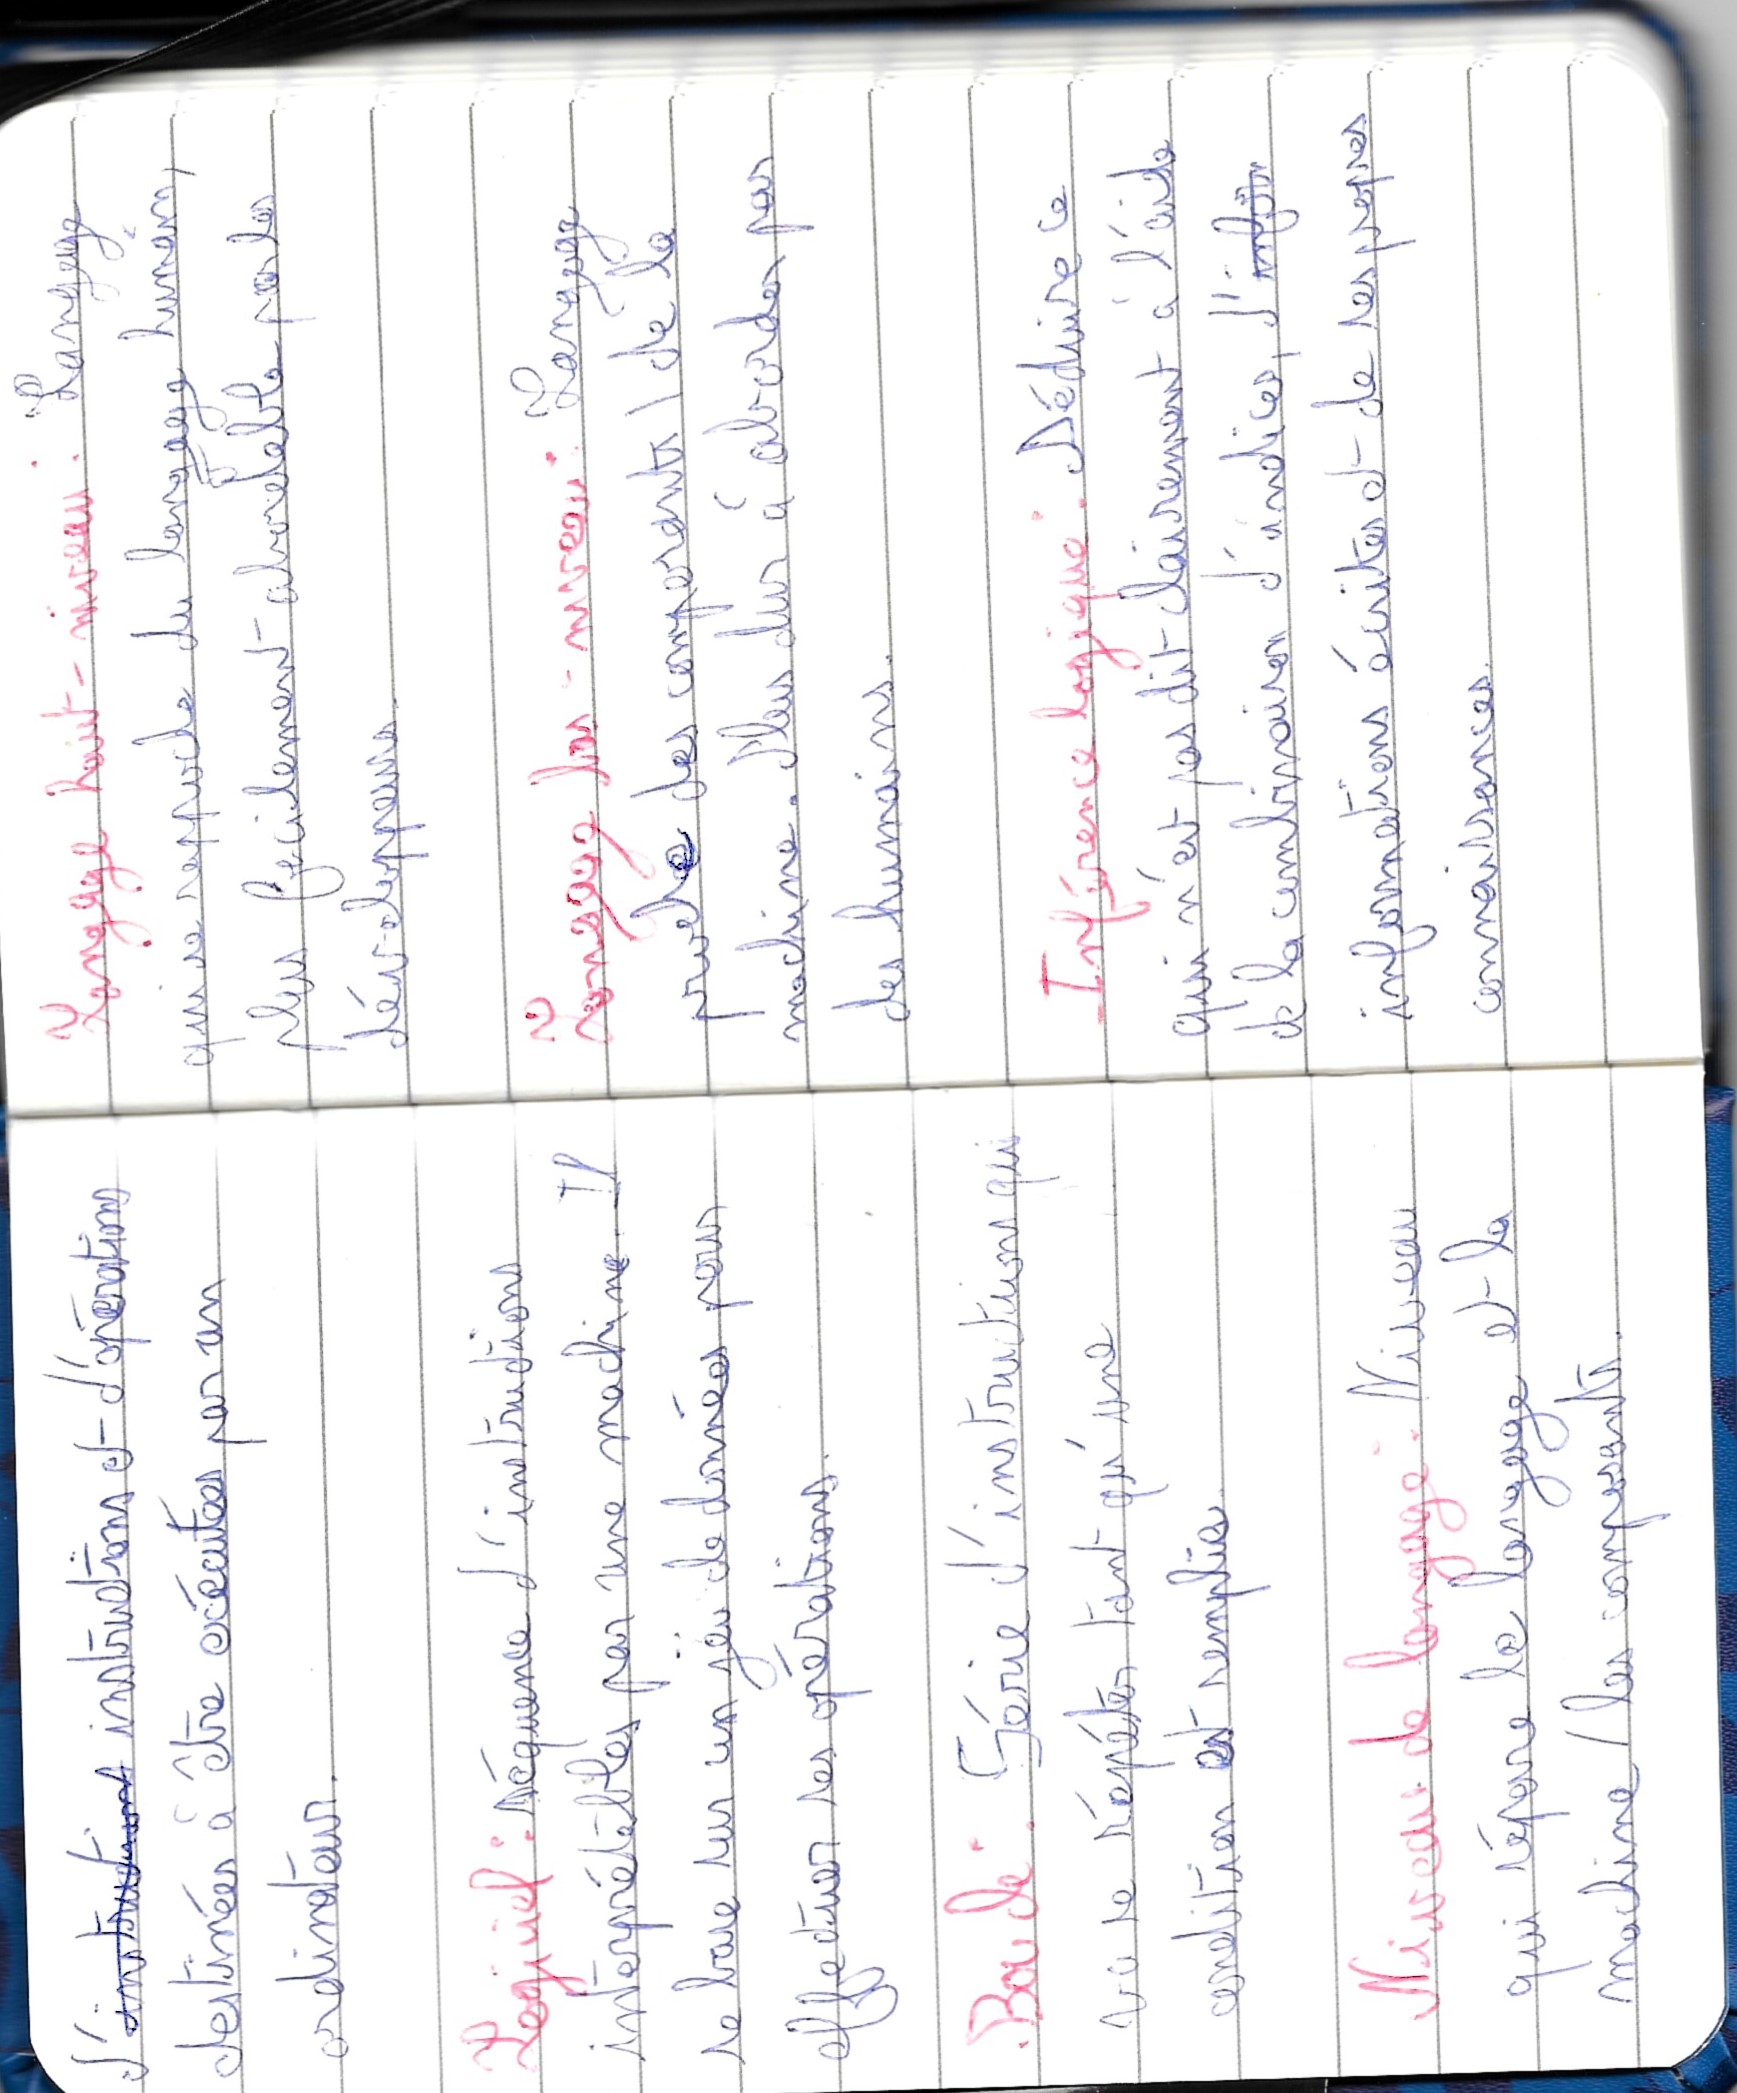 d'instructions instructions et d'opérations
destinées à être exécutées par un
ordinateur.
Logiciel : séquence d'instructions
interprétables par une machine. Il
se base sur un jeu de données pour
effectuer ses opérations.
Boucle : Série d'instructions qui
va se répéter tant qu'une
condition est remplie
Niveau de langage : Niveau
qui sépare le langage et la
machine / les composants.
Langage haut-niveau : Langage
qui se rapproche du langage humain,
plus facilement abordable par les
développeurs.
Langage bas-niveau : Langage
proche des composants / de la
machine. Plus dur à aborder par
des humains.
Inférence logique : Déduire ce
qui n'est pas dit clairement à l'aide
de la combinaison d'indices, d'infor
informations écrites et de ses propres
connaissances.